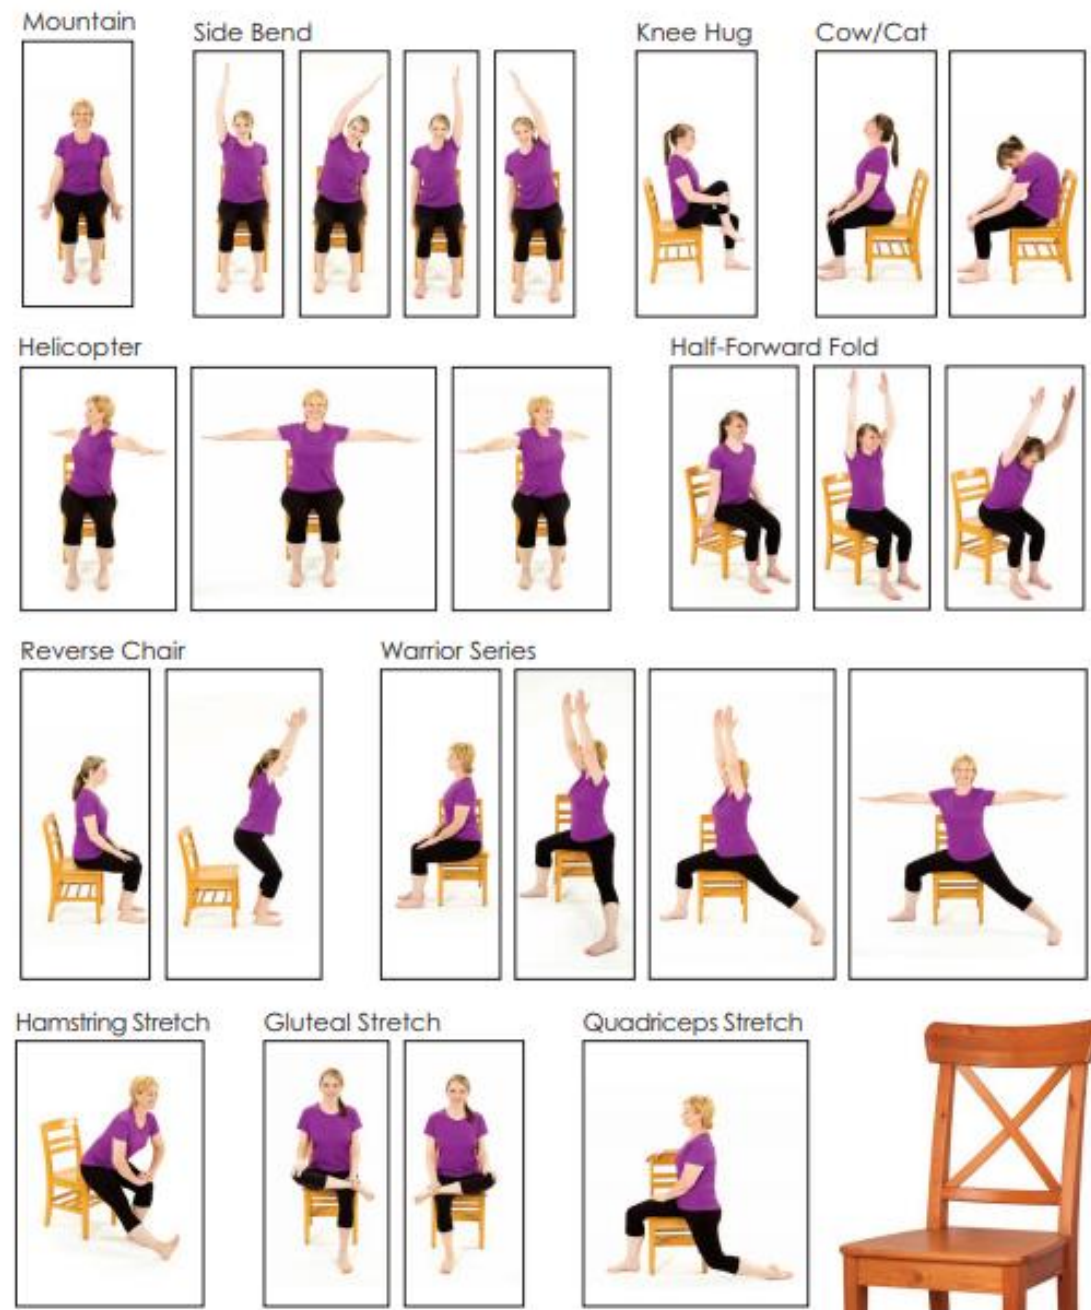 Mountain
Side Bend
Knee Hug
Cow/Cat
Helicopter
Half-Forward Fold
Reverse Chair
Warrior Series
Hamstring Stretch
Gluteal Stretch
Quadriceps Stretch